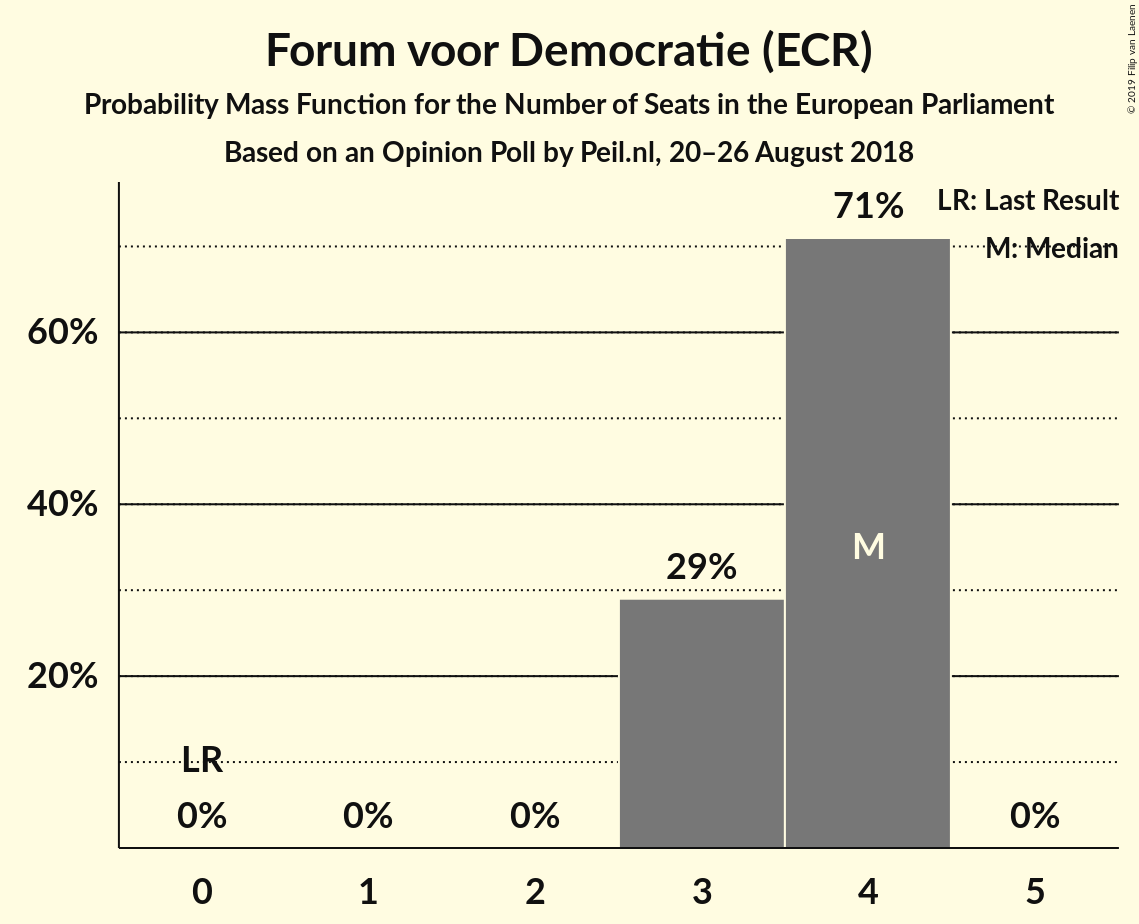 Forum voor Democratie (ECR)
Probability Mass Function for the Number of Seats in the European Parliament
Based on an Opinion Poll by Peil.nl, 20–26 August 2018
© 2019 Filip van Laenen
LR: Last Result
M: Median
71%
60%
40%
M
29%
20%
LR
0%
0%
0%
0%
0
1
2
3
4
5